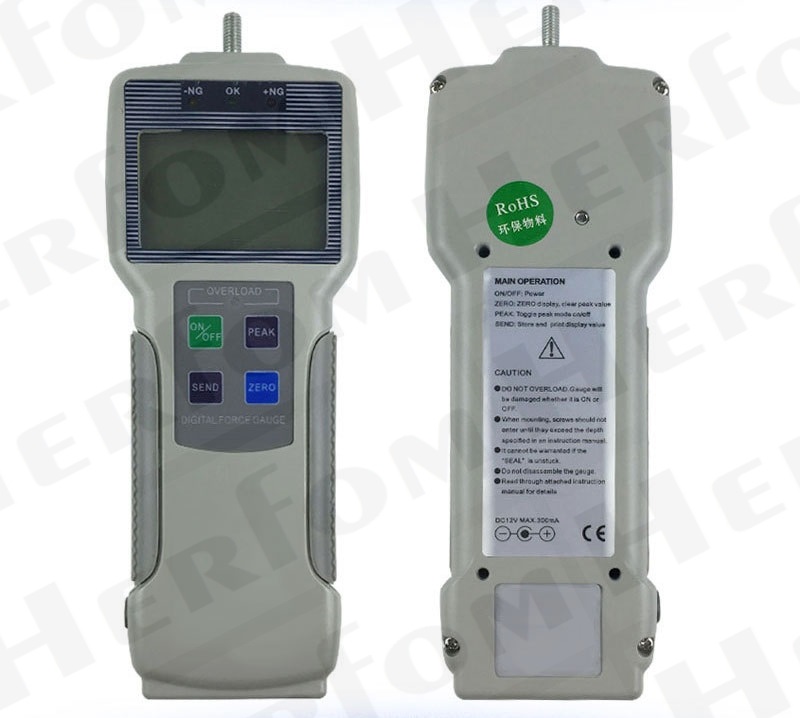 -NG OK +NG
OVERLOAD
ON/OFF
PEAK
SEND
ZERO
DIGITAL FORCE GAUGE
RoHS
环保物料
MAIN OPERATION
ON/OFF: Power
ZERO: ZERO display, clear peak value
PEAK: Toggle peak mode on/off
SEND: Store and print display value
CAUTION
●DO NOT OVERLOAD.Gauge will
be damaged whether it is ON or
OFF.
●When mounting, screws should not
enter until they exceed the depth
specified in an instruction manual.
●It cannot be warranted if the
"SEAL" is unstuck.
●Do not disassemble the gauge.
●Read through attached instruction
manual for details
DC12V MAX.300mA
CE
HERFOM